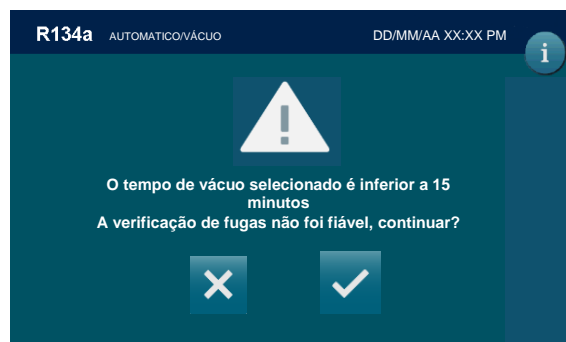 R134a AUTOMATICO/VÁCUO DD/MM/AA XX:XX PM
i
O tempo de vácuo selecionado é inferior a 15
minutos
A verificação de fugas não foi fiável, continuar?